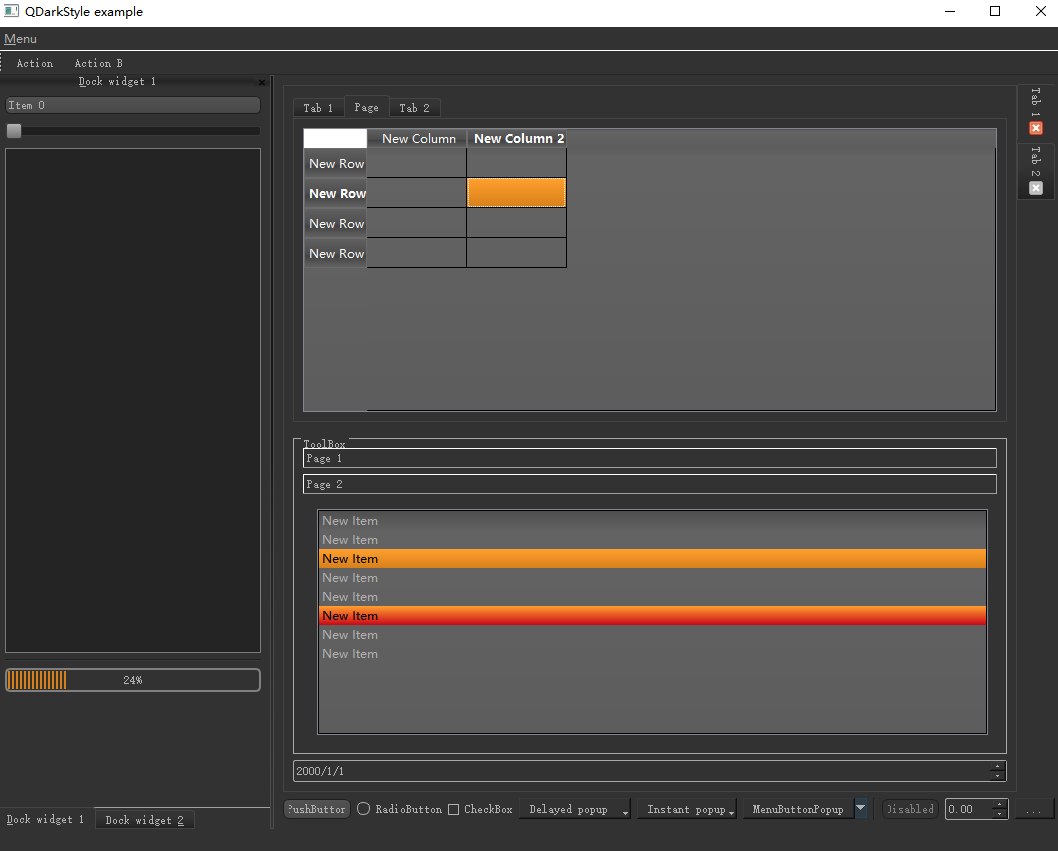 QDarkStyle example
Menu
Action Action B
Dock widget 1
Item 0
24%
Dock widget 1 Dock widget 2
Tab 1 Page Tab 2
New Column New Column 2
New Row
New Row
New Row
New Row
ToolBox
Page 1
Page 2
New Item
New Item
New Item
New Item
New Item
New Item
New Item
New Item
2000/1/1
PushButton RadioButton CheckBox Delayed popup Instant popup MenuButtonPopup Disabled 0.00 ...
Tab 1
Tab 2